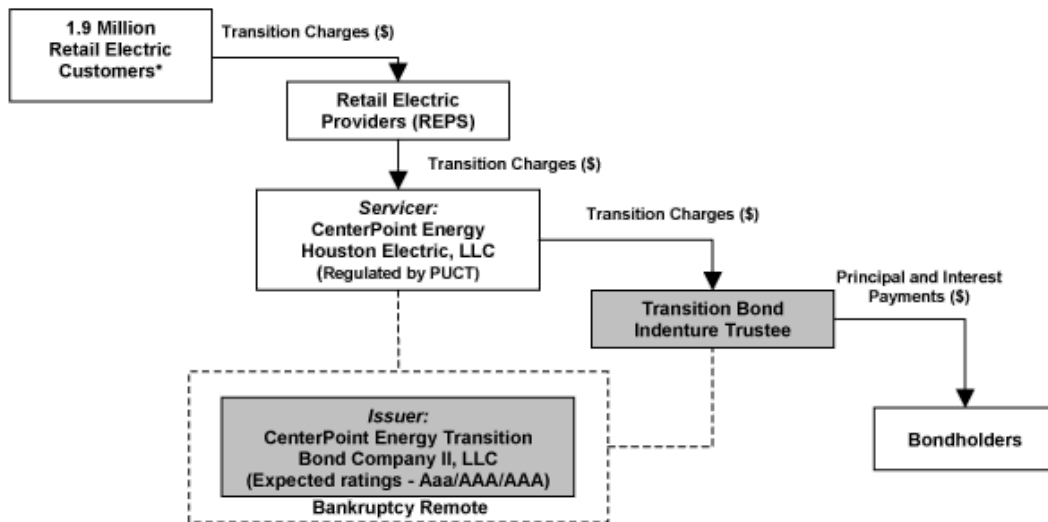 1.9 Million
Retail Electric
Customers*
Transition Charges ($)
Retail Electric
Providers (REPS)
Transition Charges ($)
Servicer:
CenterPoint Energy
Houston Electric, LLC
(Regulated by PUCT)
Transition Charges ($)
Principal and Interest
Payments ($)
Transition Bond
Indenture Trustee
Issuer:
CenterPoint Energy Transition
Bond Company II, LLC
(Expected ratings - Aaa/AAA/AAA)
Bankruptcy Remote
Bondholders